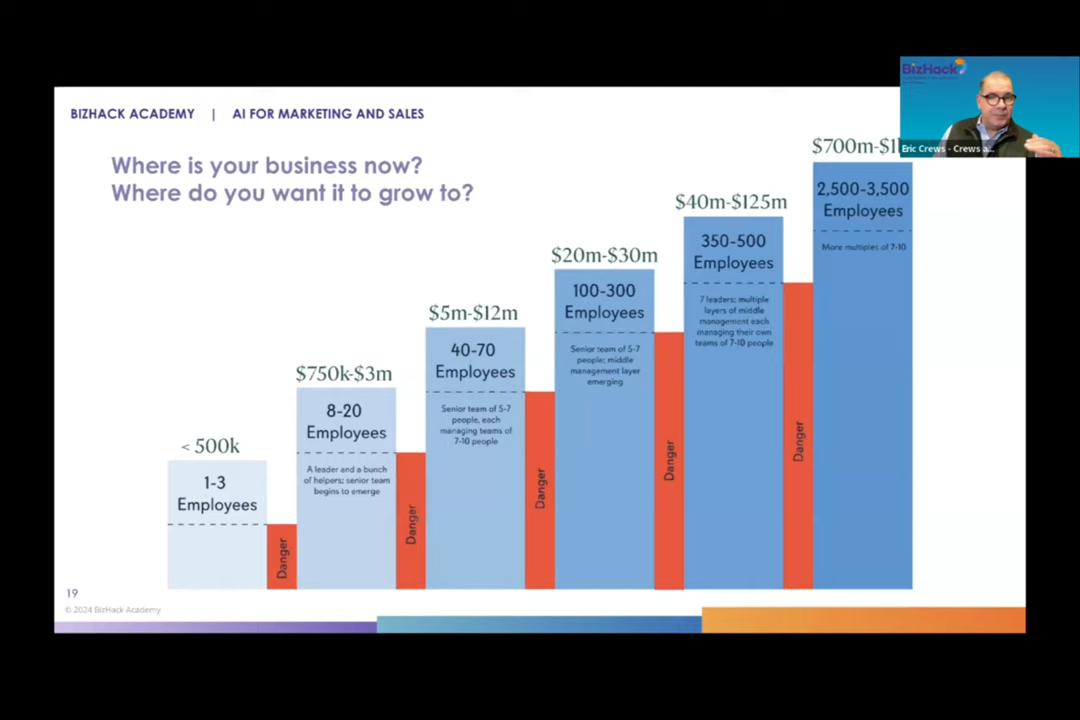 BizHack
Eric Crews - Crews a...
BIZHACK ACADEMY | AI FOR MARKETING AND SALES
Where is your business now?
Where do you want it to grow to?
< 500k
1-3
Employees
Danger
$750k-$3m
8-20
Employees
A leader and a bunch
of helpers; senior team
begins to emerge
Danger
$5m-$12m
40-70
Employees
Senior team of 5-7
people, each
managing teams of
7-10 people
Danger
$20m-$30m
100-300
Employees
Senior team of 5-7
people; middle
management layer
emerging
Danger
$40m-$125m
350-500
Employees
7 leaders; multiple
layers of middle
management each
managing their own
teams of 7-10 people
Danger
$700m-$1
2,500-3,500
Employees
More multiples of 7-10
19
© 2024 BizHack Academy